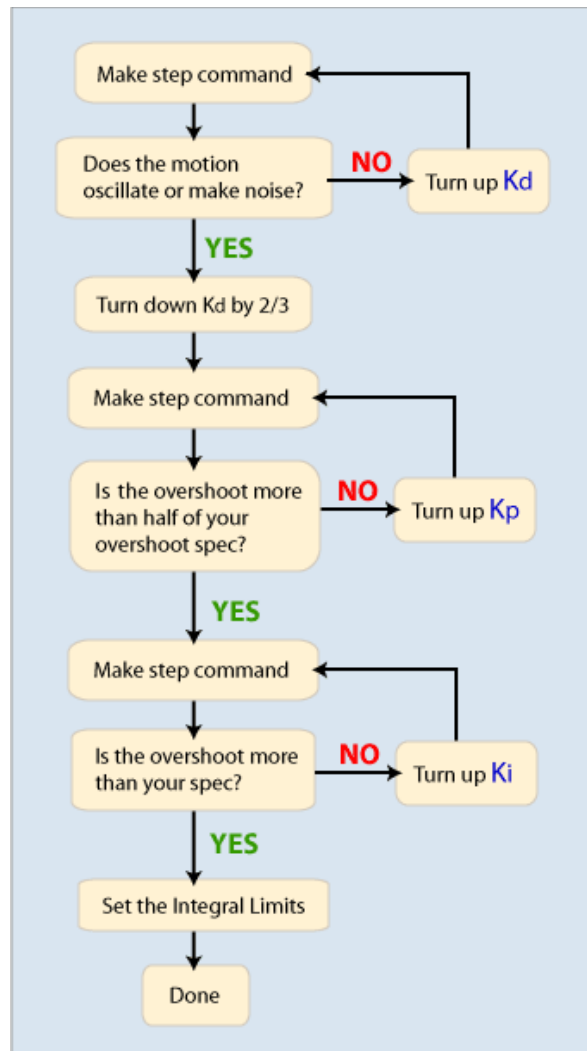 Make step command
Does the motion
oscillate or make noise?
NO
Turn up Kd
YES
Turn down Kd by 2/3
Make step command
Is the overshoot more
than half of your
overshoot spec?
NO
Turn up Kp
YES
Make step command
Is the overshoot more
than your spec?
NO
Turn up Ki
YES
Set the Integral Limits
Done